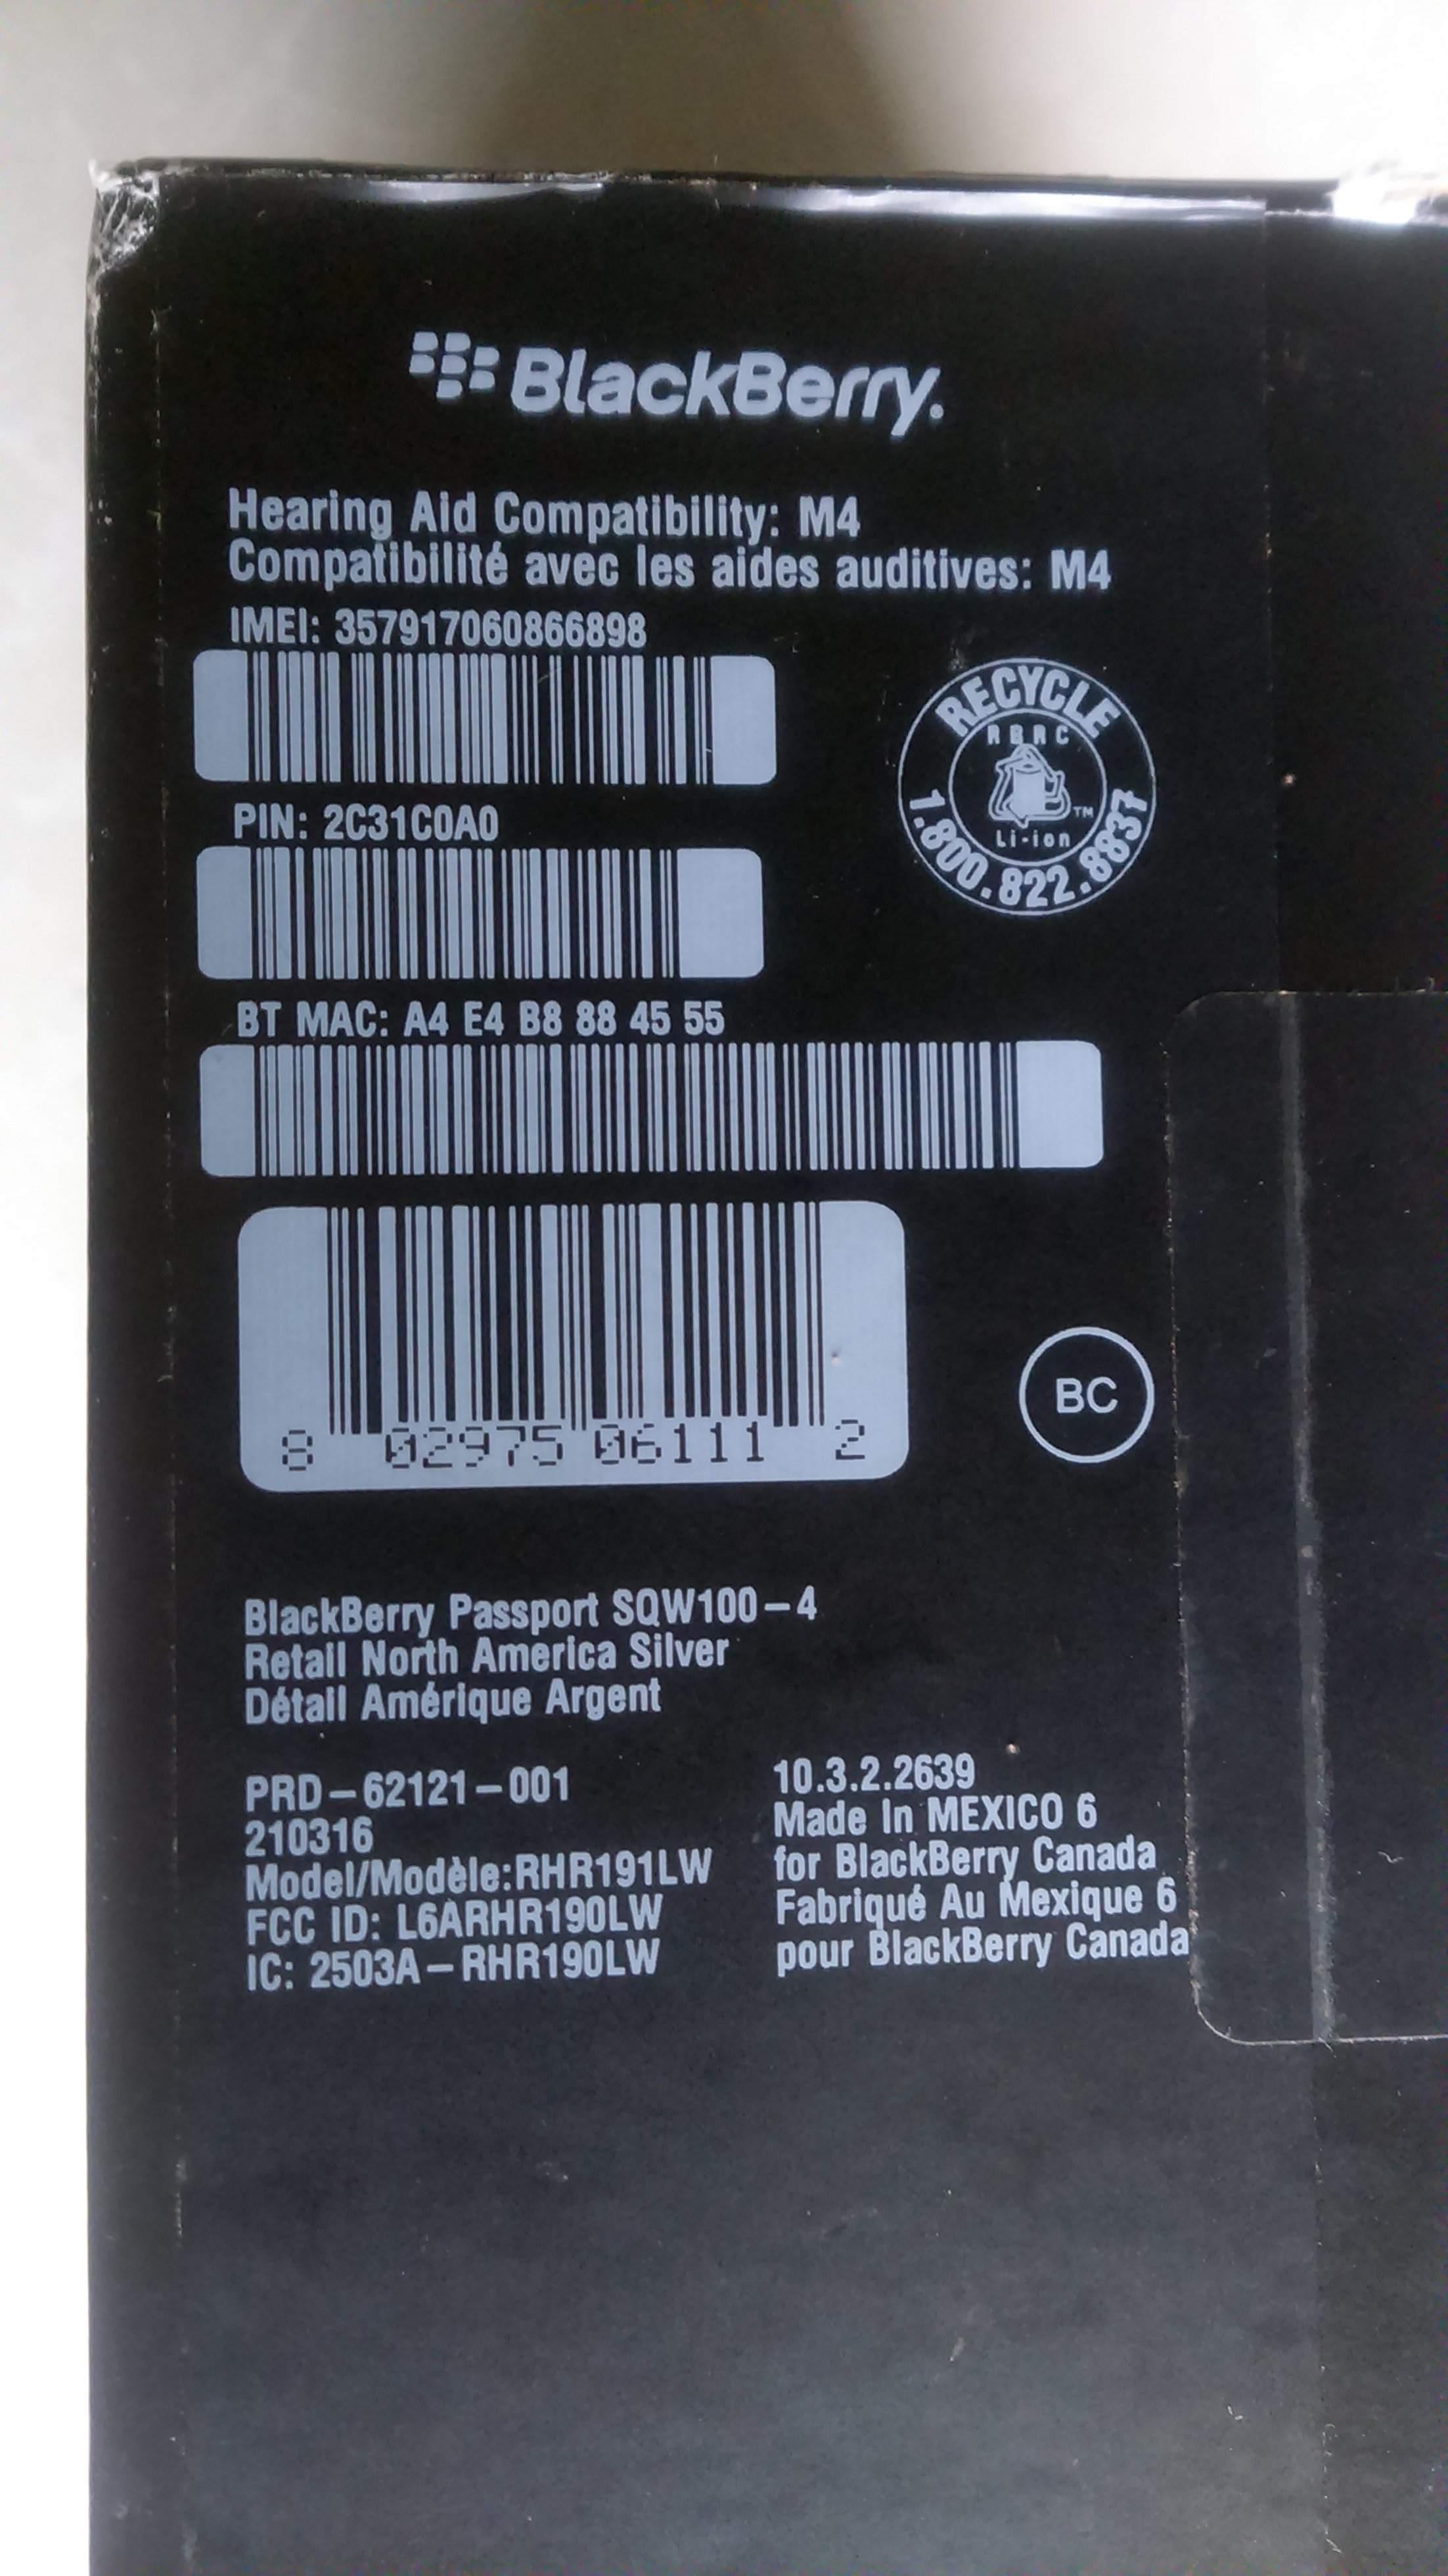 BlackBerry.
Hearing Aid Compatibility: M4
Compatibilité avec les aides auditives: M4
IMEI: 357917060866898
RECYCLE
RBRC
TM
Li-ion
1.800.822.8837
PIN: 2C31C0A0
BT MAC: A4 E4 B8 88 45 55
8 02975 06111 2
BC
BlackBerry Passport SQW100-4
Retail North America Silver
Détail Amérique Argent
PRD-62121-001
210316
Model/Modèle:RHR191LW
FCC ID: L6ARHR190LW
IC: 2503A-RHR190LW
10.3.2.2639
Made In MEXICO 6
for BlackBerry Canada
Fabriqué Au Mexique 6
pour BlackBerry Canada